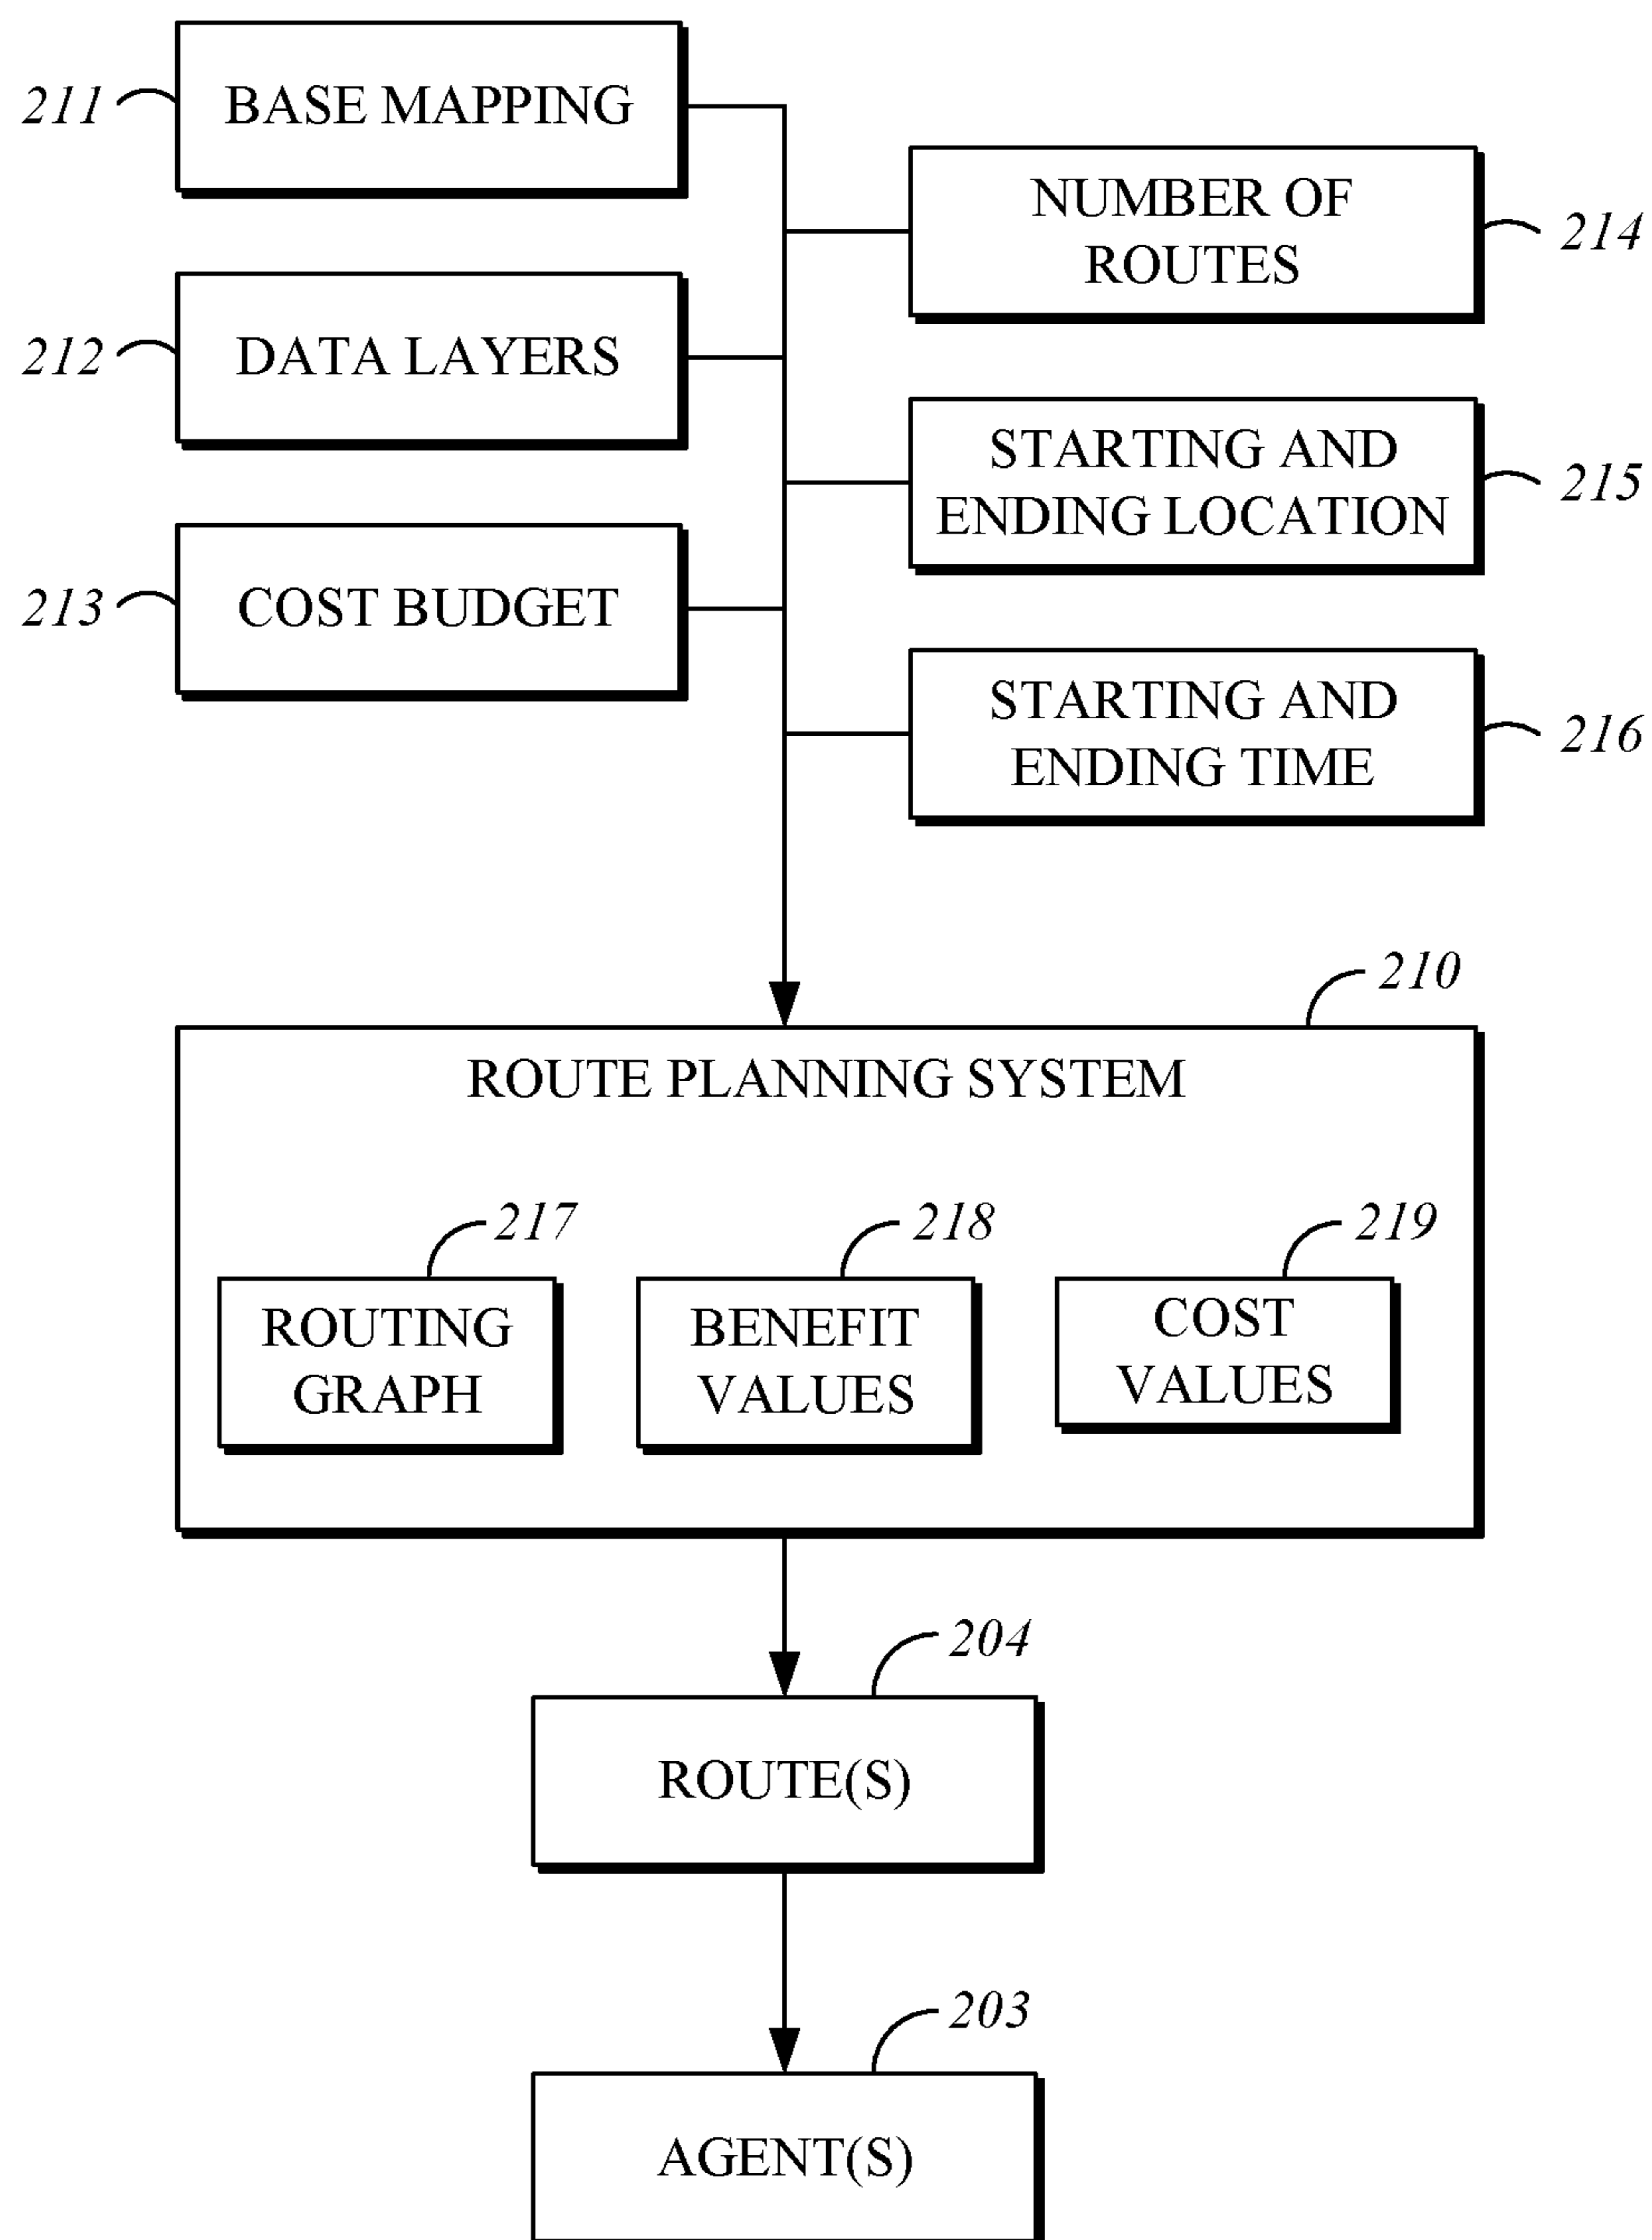 211
BASE MAPPING
NUMBER OF
ROUTES
214
212
DATA LAYERS
STARTING AND
ENDING LOCATION
215
213
COST BUDGET
STARTING AND
ENDING TIME
216
210
ROUTE PLANNING SYSTEM
217
218
219
ROUTING
GRAPH
BENEFIT
VALUES
COST
VALUES
204
ROUTE(S)
203
AGENT(S)